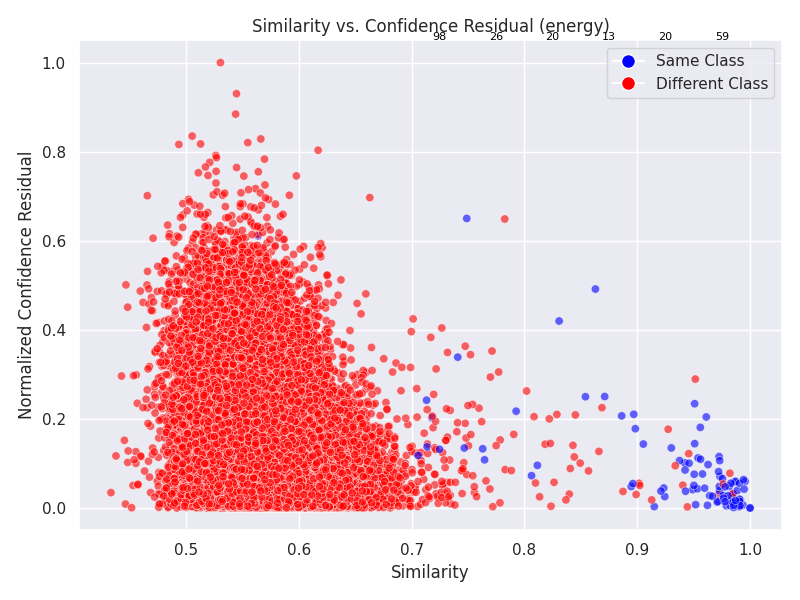 Similarity vs. Confidence Residual (energy)
98 26 20 13 20 59
Same Class
Different Class
1.0
0.8
0.6
0.4
0.2
0.0
Normalized Confidence Residual
0.5 0.6 0.7 0.8 0.9 1.0
Similarity